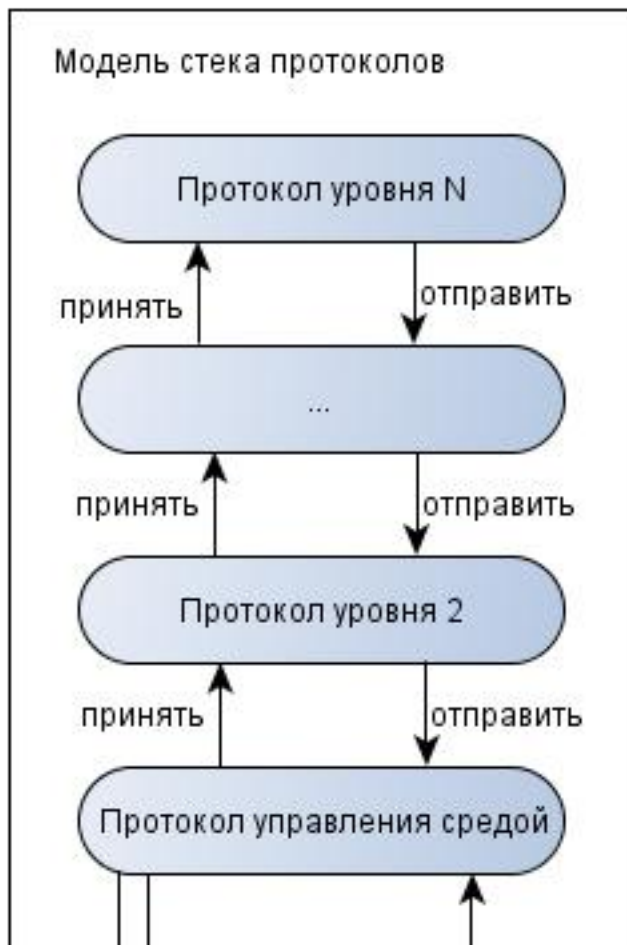 Модель стека протоколов
Протокол уровня N
принять
отправить
...
принять
отправить
Протокол уровня 2
принять
отправить
Протокол управления средой